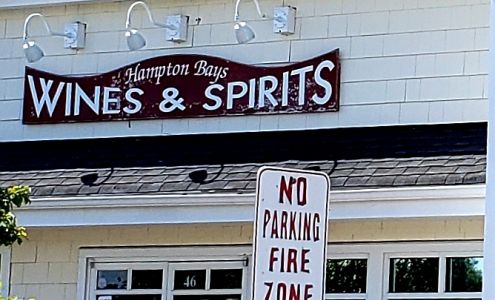 Hampton Bays
WINES & SPIRITS
46
NO
PARKING
FIRE
ZONE